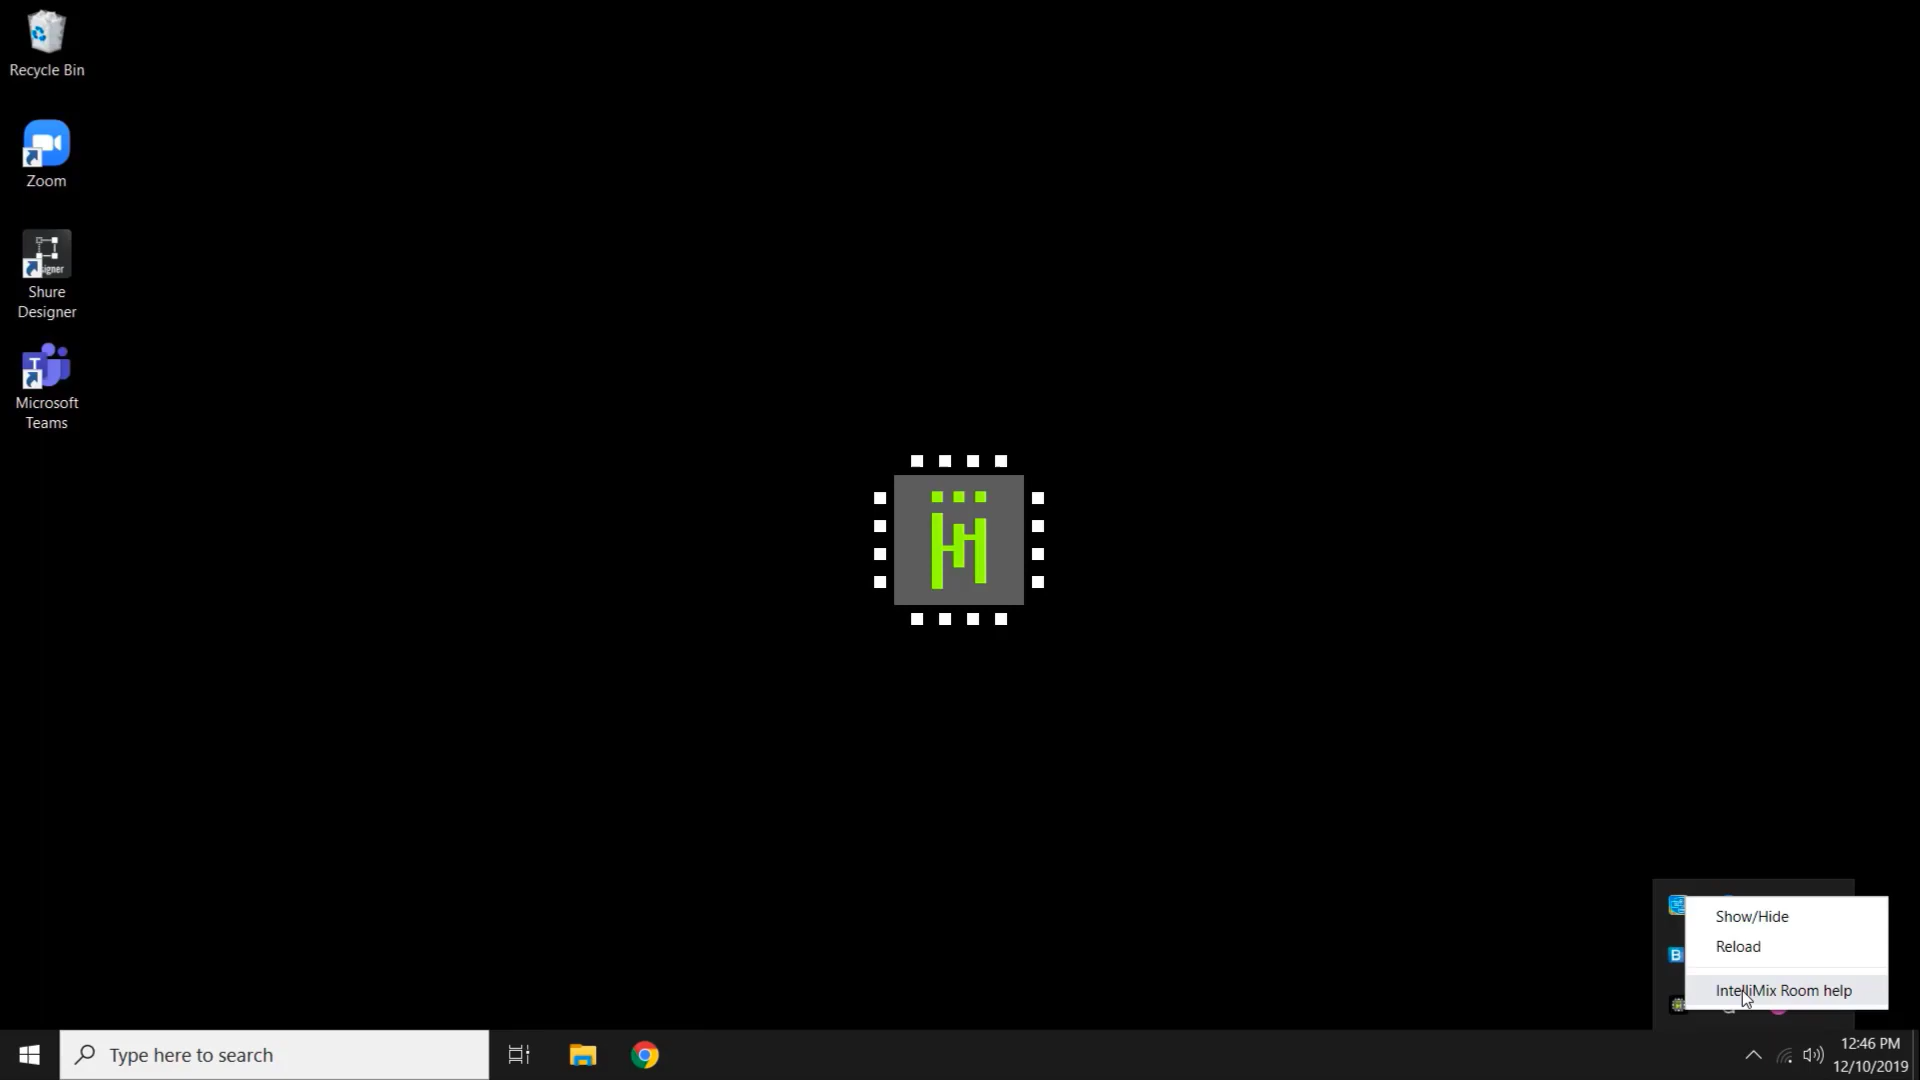 Recycle Bin
Zoom
igner
Shure
Designer
T
Microsoft
Teams
Show/Hide
Reload
B
IntelliMix Room help
Type here to search
12:46 PM
12/10/2019